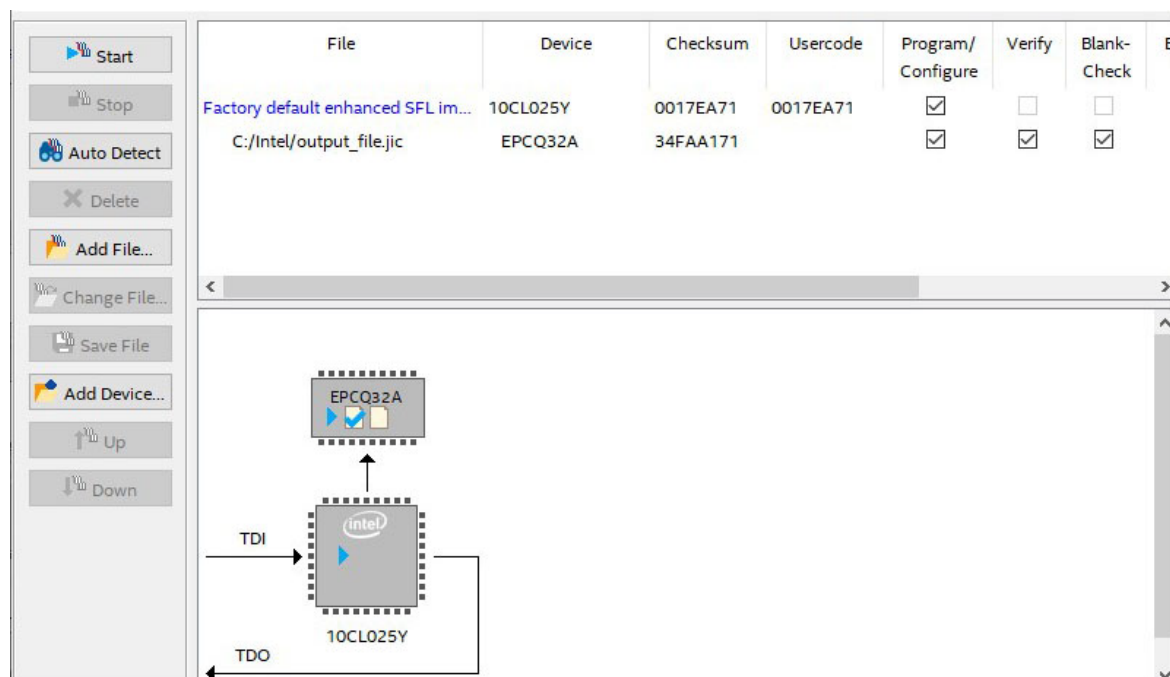 Start
Stop
Auto Detect
Delete
Add File...
Change File...
Save File
Add Device...
Up
Down
File Device Checksum Usercode Program/ Verify Blank-
Configure Check
Factory default enhanced SFL im... 10CL025Y 0017EA71 0017EA71
C:/Intel/output_file.jic EPCQ32A 34FAA171
EPCQ32A
intel
TDI
10CL025Y
TDO